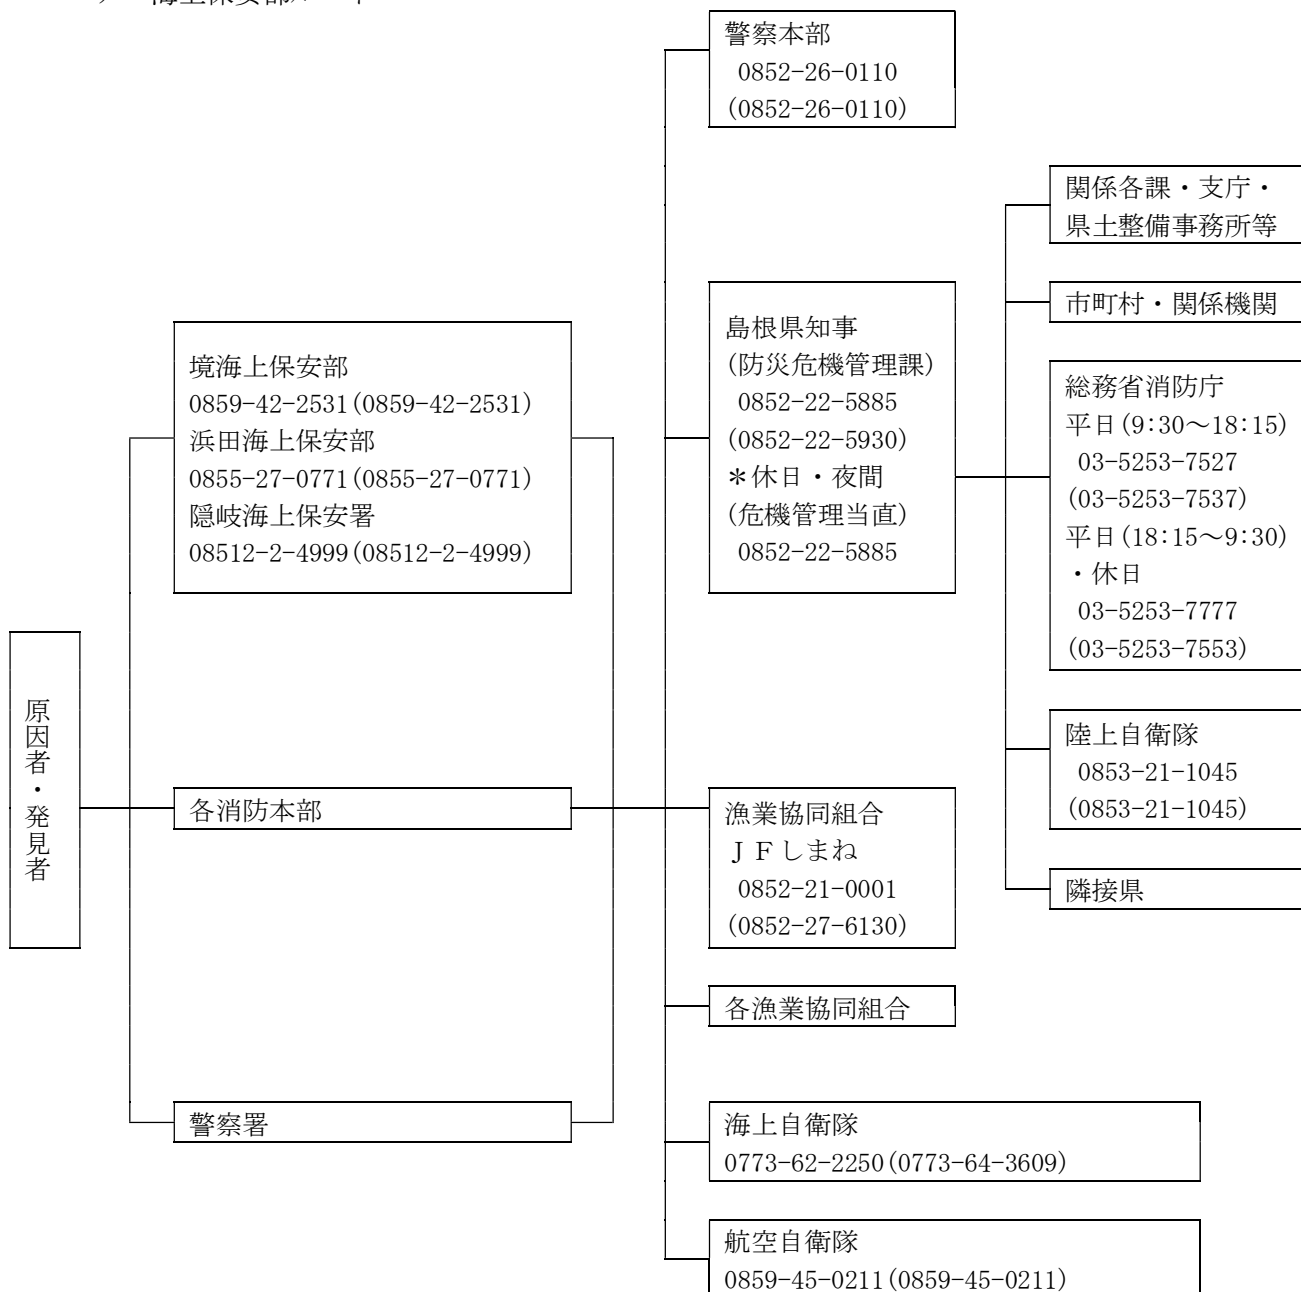 原因者・発見者
境海上保安部
0859-42-2531(0859-42-2531)
浜田海上保安部
0855-27-0771(0855-27-0771)
隠岐海上保安署
08512-2-4999(08512-2-4999)
各消防本部
警察署
警察本部
0852-26-0110
(0852-26-0110)
島根県知事
(防災危機管理課)
0852-22-5885
(0852-22-5930)
＊休日・夜間
(危機管理当直)
0852-22-5885
漁業協同組合
ＪＦしまね
0852-21-0001
(0852-27-6130)
各漁業協同組合
海上自衛隊
0773-62-2250(0773-64-3609)
航空自衛隊
0859-45-0211(0859-45-0211)
関係各課・支庁・
県土整備事務所等
市町村・関係機関
総務省消防庁
平日(9:30～18:15)
03-5253-7527
(03-5253-7537)
平日(18:15～9:30)
・休日
03-5253-7777
(03-5253-7553)
陸上自衛隊
0853-21-1045
(0853-21-1045)
隣接県